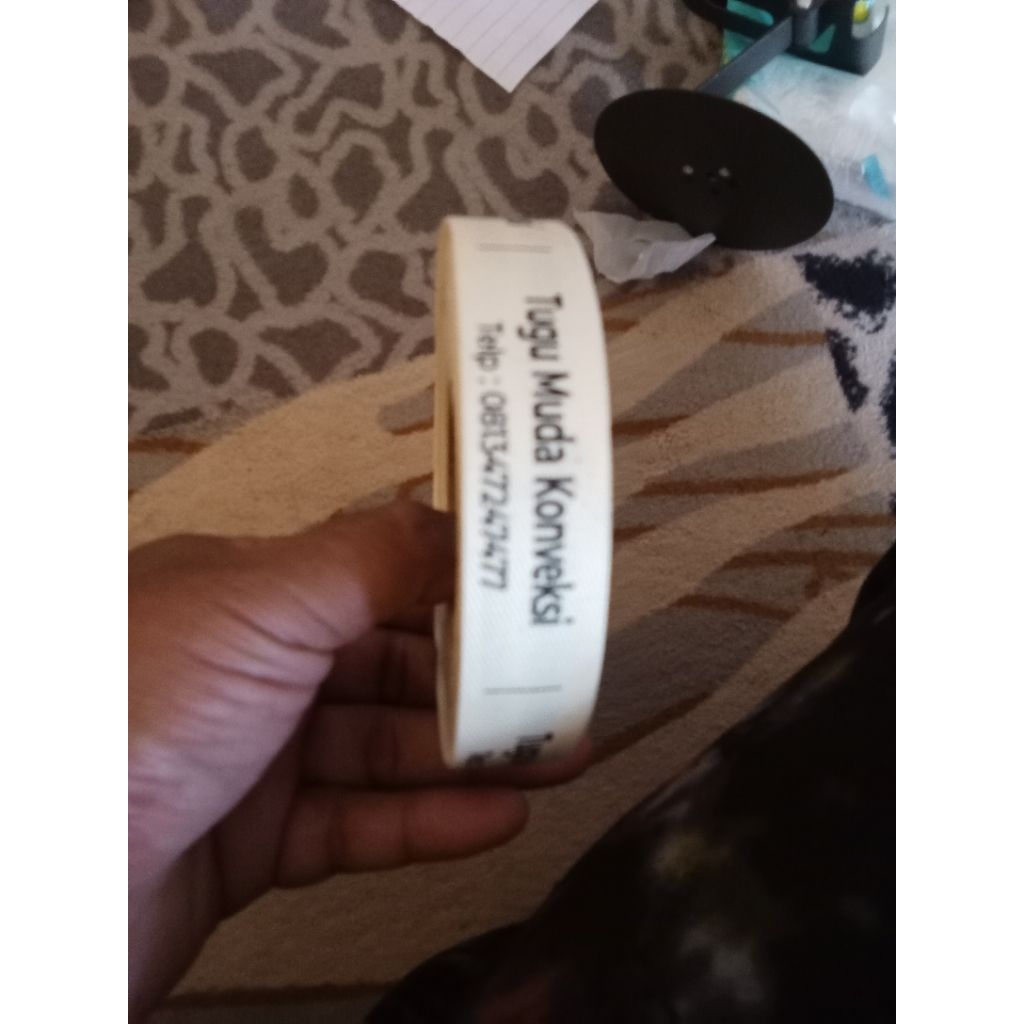 Tugu Muda Konveksi
Telp : 081347247477